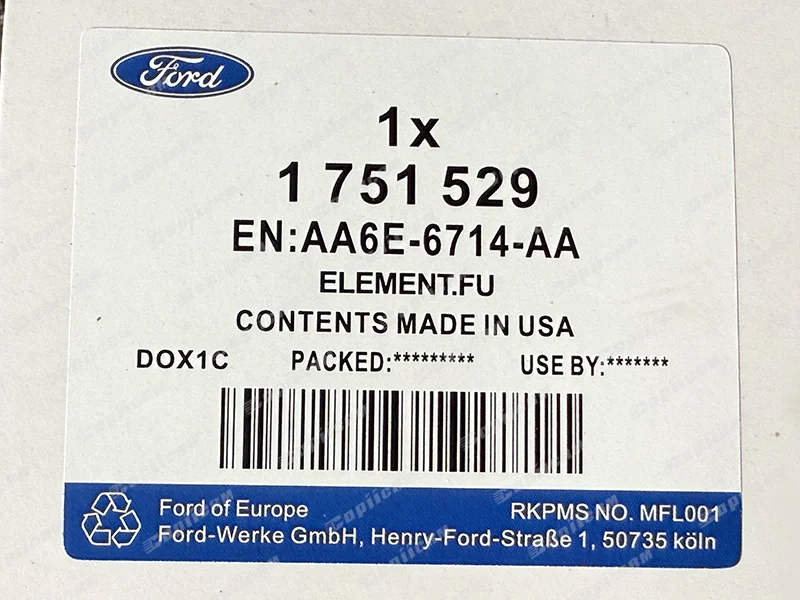 Ford
1x
1 751 529
EN:AA6E-6714-AA
ELEMENT.FU
CONTENTS MADE IN USA
DOX1C PACKED:********* USE BY:*******
Ford of Europe RKPMS NO. MFL001
Ford-Werke GmbH, Henry-Ford-Straße 1, 50735 köln